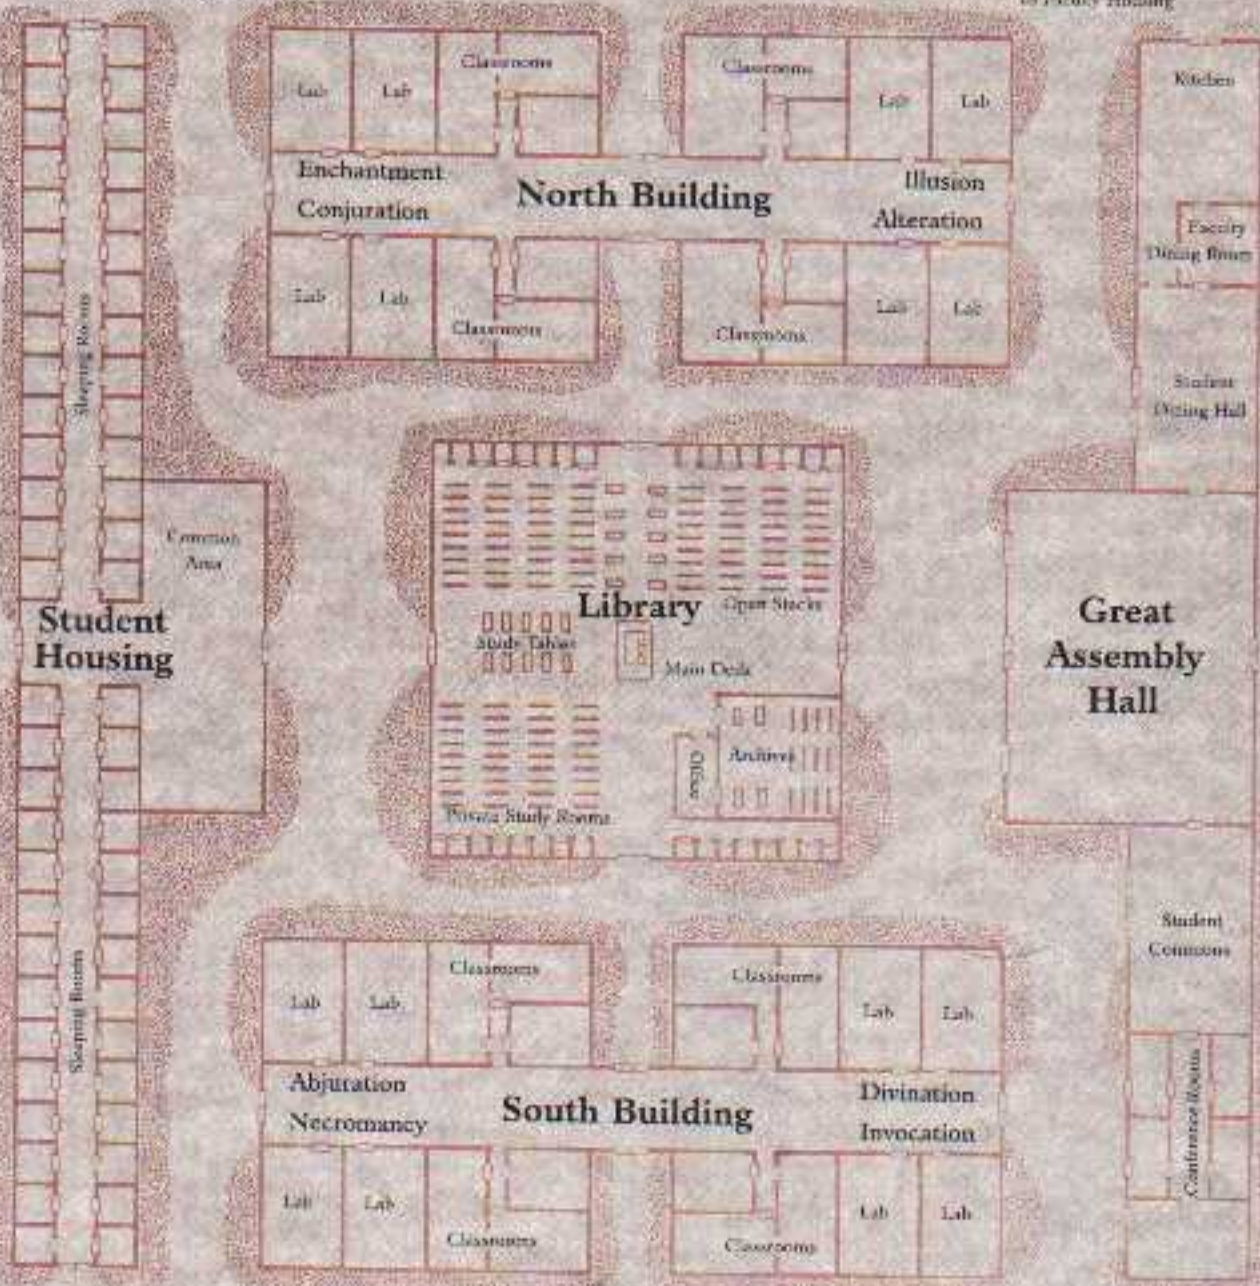 to Faculty Housing
Classrooms
Classrooms
Kitchen
Lab
Lab
Lab
Lab
Enchantment
Conjuration
North Building
Illusion
Alteration
Faculty
Dining Room
Lab
Lab
Classrooms
Classrooms
Lab
Lab
Sleeping Rooms
Student
Dining Hall
Common
Area
Student
Housing
Library
Open Stacks
Study Tables
Main Desk
Archives
Office
Private Study Rooms
Great
Assembly
Hall
Student
Commons
Sleeping Rooms
Classrooms
Classrooms
Lab
Lab
Lab
Lab
Abjuration
Necromancy
South Building
Divination
Invocation
Conference Rooms
Lab
Lab
Classrooms
Classrooms
Lab
Lab